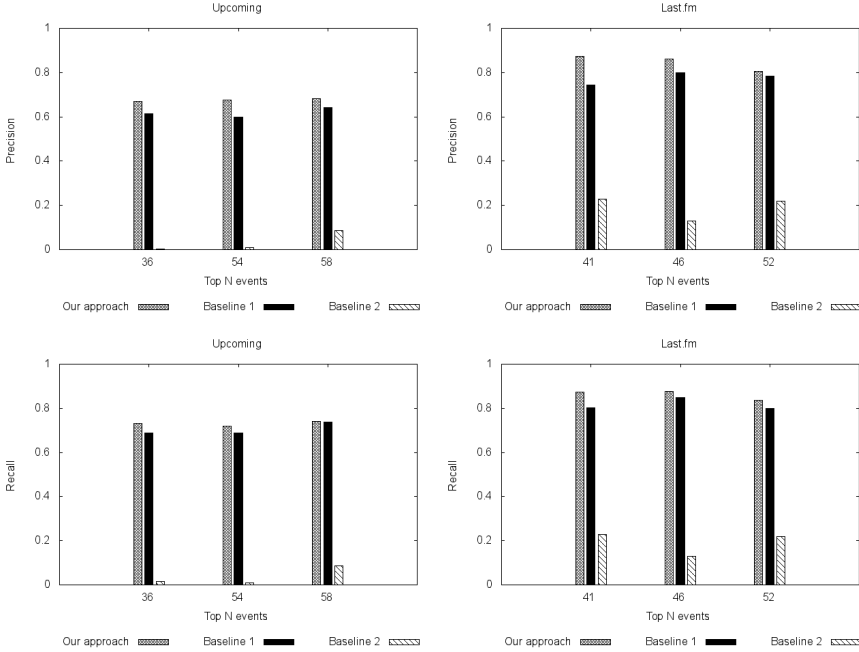 Upcoming
Precision
1
0.8
0.6
0.4
0.2
0
36 54 58
Top N events
Our approach Baseline 1 Baseline 2
Last.fm
Precision
1
0.8
0.6
0.4
0.2
0
41 46 52
Top N events
Our approach Baseline 1 Baseline 2
Upcoming
Recall
1
0.8
0.6
0.4
0.2
0
36 54 58
Top N events
Our approach Baseline 1 Baseline 2
Last.fm
Recall
1
0.8
0.6
0.4
0.2
0
41 46 52
Top N events
Our approach Baseline 1 Baseline 2